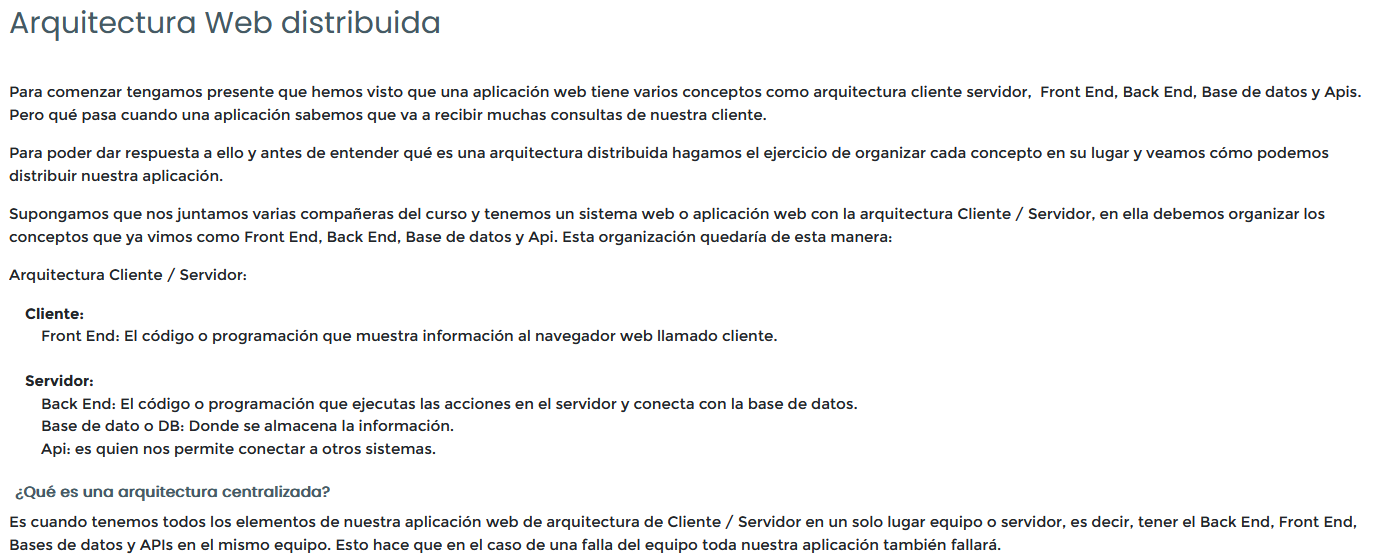 Arquitectura Web distribuida
Para comenzar tengamos presente que hemos visto que una aplicación web tiene varios conceptos como arquitectura cliente servidor,  Front End, Back End, Base de datos y Apis.
Pero qué pasa cuando una aplicación sabemos que va a recibir muchas consultas de nuestra cliente.
Para poder dar respuesta a ello y antes de entender qué es una arquitectura distribuida hagamos el ejercicio de organizar cada concepto en su lugar y veamos cómo podemos
distribuir nuestra aplicación.
Supongamos que nos juntamos varias compañeras del curso y tenemos un sistema web o aplicación web con la arquitectura Cliente / Servidor, en ella debemos organizar los
conceptos que ya vimos como Front End, Back End, Base de datos y Api. Esta organización quedaría de esta manera:
Arquitectura Cliente / Servidor:
Cliente:
Front End: El código o programación que muestra información al navegador web llamado cliente.
Servidor:
Back End: El código o programación que ejecutas las acciones en el servidor y conecta con la base de datos.
Base de dato o DB: Donde se almacena la información.
Api: es quien nos permite conectar a otros sistemas.
¿Qué es una arquitectura centralizada?
Es cuando tenemos todos los elementos de nuestra aplicación web de arquitectura de Cliente / Servidor en un solo lugar equipo o servidor, es decir, tener el Back End, Front End,
Bases de datos y APIs en el mismo equipo. Esto hace que en el caso de una falla del equipo toda nuestra aplicación también fallará.